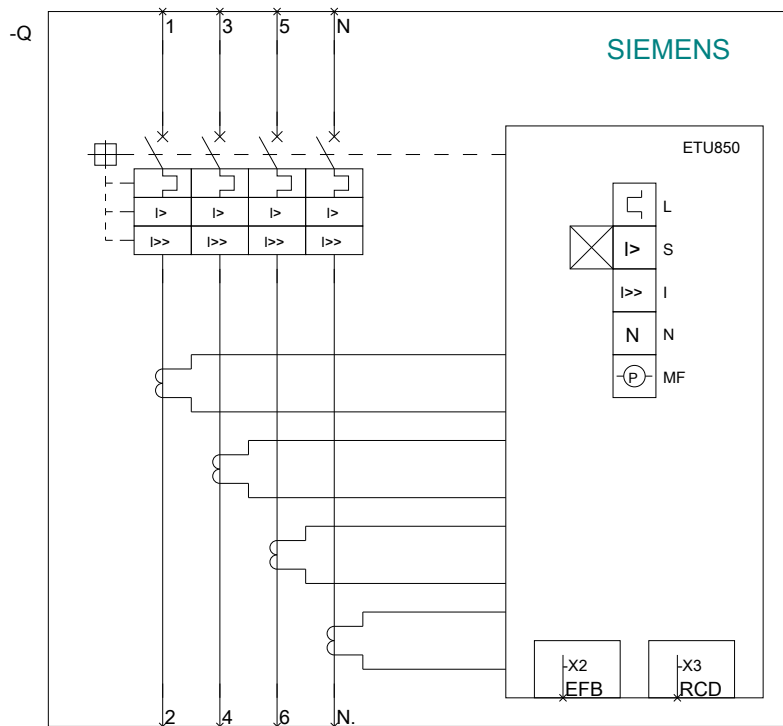 -Q
1 3 5 N
SIEMENS
ETU850
L
I> I> I> I>
I>> I>> I>> I>>
I> S
I>> I
N N
P MF
-X2
EFB
-X3
RCD
2 4 6 N.